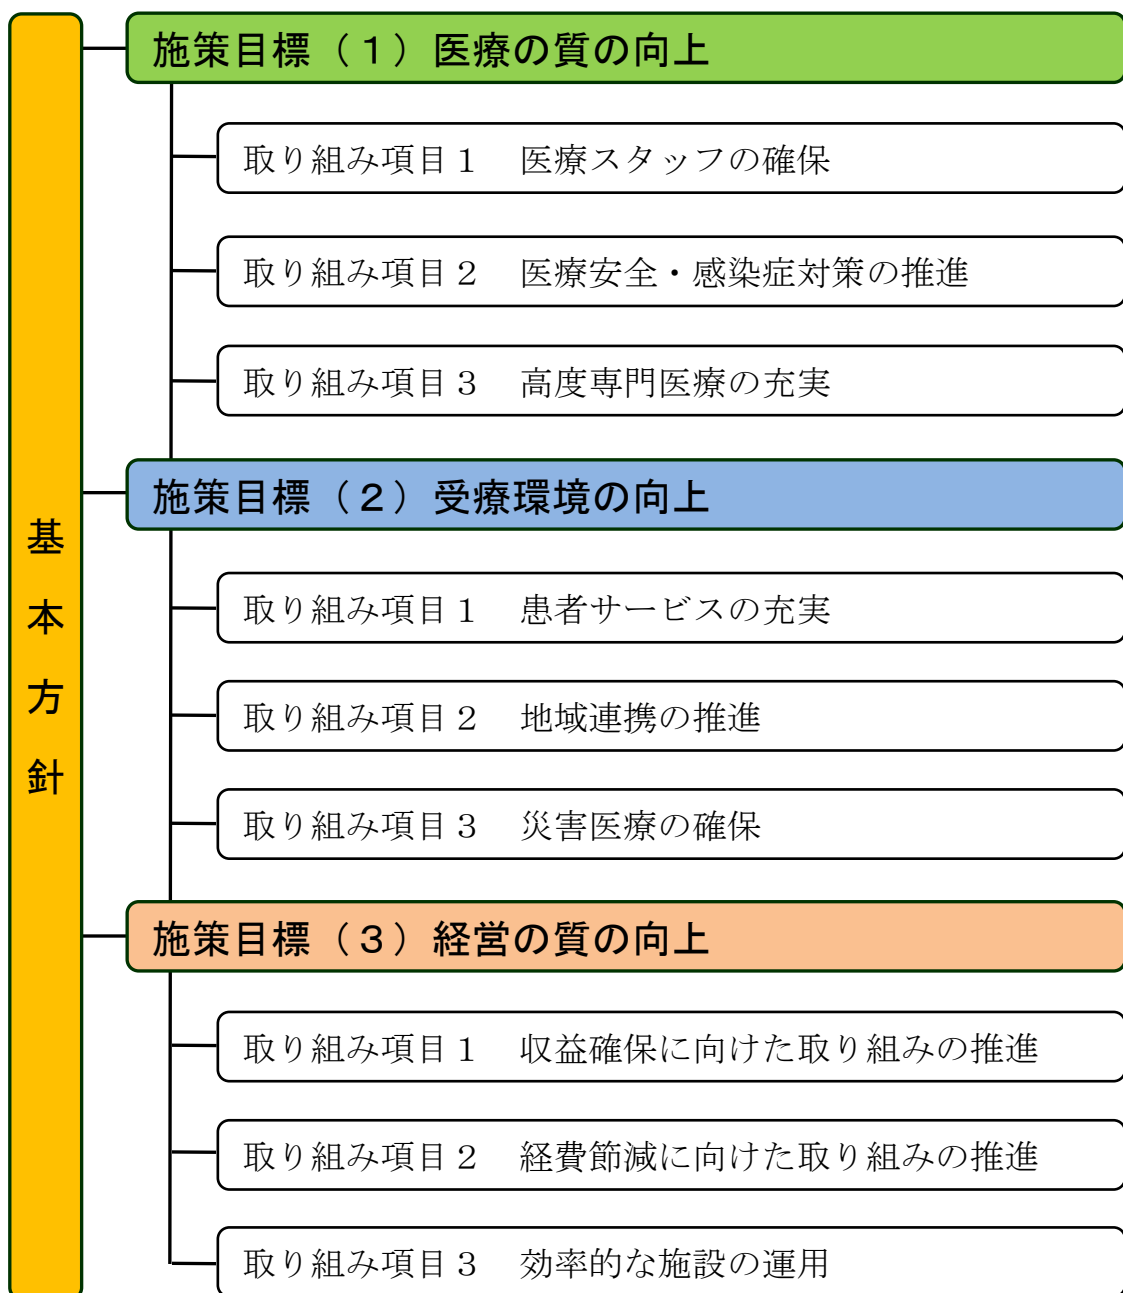 基本方針
施策目標（１）医療の質の向上
取り組み項目１　医療スタッフの確保
取り組み項目２　医療安全・感染症対策の推進
取り組み項目３　高度専門医療の充実
施策目標（２）受療環境の向上
取り組み項目１　患者サービスの充実
取り組み項目２　地域連携の推進
取り組み項目３　災害医療の確保
施策目標（３）経営の質の向上
取り組み項目１　収益確保に向けた取り組みの推進
取り組み項目２　経費節減に向けた取り組みの推進
取り組み項目３　効率的な施設の運用